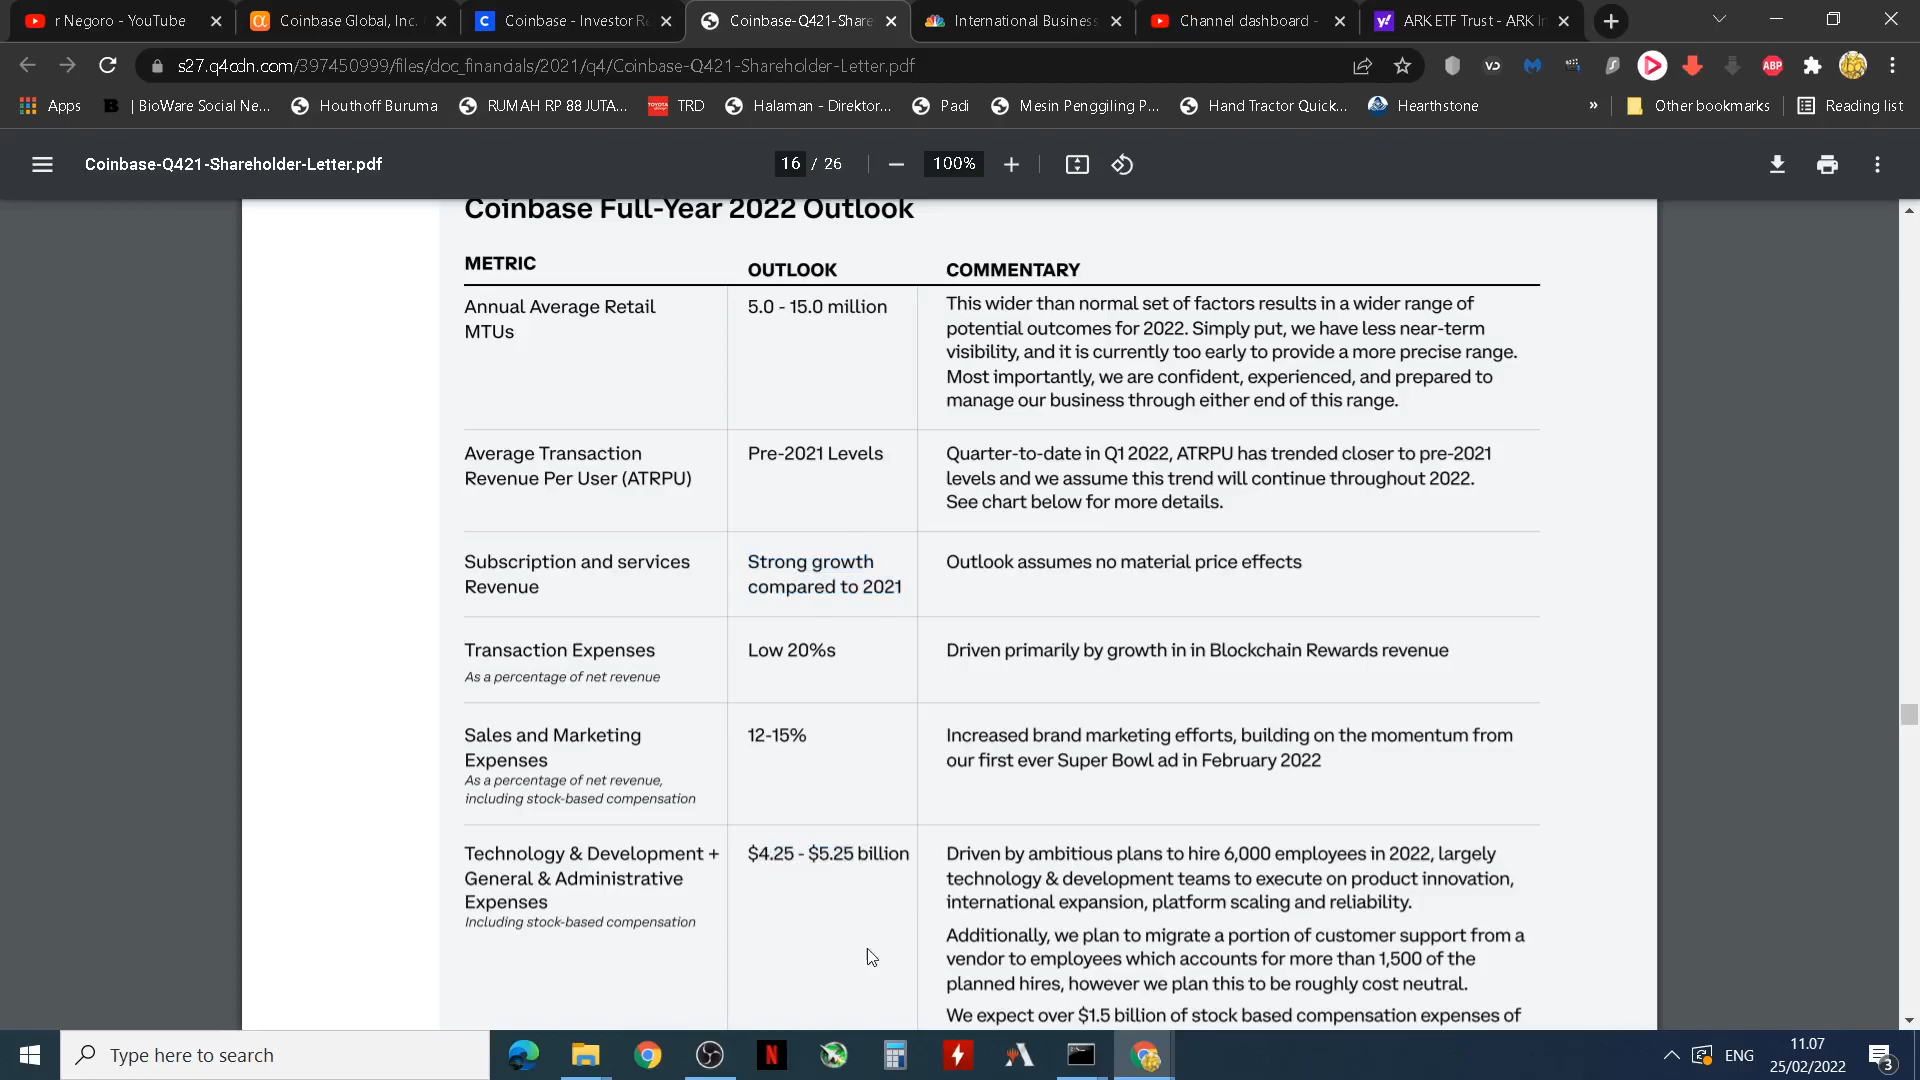 r Negoro - YouTube
Coinbase Global, Inc.
Coinbase - Investor Re
Coinbase-Q421-Share
International Business
Channel dashboard -
ARK ETF Trust - ARK In
s27.q4cdn.com/397450999/files/doc_financials/2021/q4/Coinbase-Q421-Shareholder-Letter.pdf
VD
ABP
Apps
| BioWare Social Ne...
Houthoff Buruma
RUMAH RP 88 JUTA...
TRD
Halaman - Direktor...
Padi
Mesin Penggiling P...
Hand Tractor Quick...
Hearthstone
»
Other bookmarks
Reading list
Coinbase-Q421-Shareholder-Letter.pdf
16 / 26
100%
Coinbase Full-Year 2022 Outlook
METRIC
OUTLOOK
COMMENTARY
Annual Average Retail
MTUs
5.0 - 15.0 million
This wider than normal set of factors results in a wider range of
potential outcomes for 2022. Simply put, we have less near-term
visibility, and it is currently too early to provide a more precise range.
Most importantly, we are confident, experienced, and prepared to
manage our business through either end of this range.
Average Transaction
Revenue Per User (ATRPU)
Pre-2021 Levels
Quarter-to-date in Q1 2022, ATRPU has trended closer to pre-2021
levels and we assume this trend will continue throughout 2022.
See chart below for more details.
Subscription and services
Revenue
Strong growth
compared to 2021
Outlook assumes no material price effects
Transaction Expenses
As a percentage of net revenue
Low 20%s
Driven primarily by growth in in Blockchain Rewards revenue
Sales and Marketing
Expenses
As a percentage of net revenue,
including stock-based compensation
12-15%
Increased brand marketing efforts, building on the momentum from
our first ever Super Bowl ad in February 2022
Technology & Development +
General & Administrative
Expenses
Including stock-based compensation
$4.25 - $5.25 billion
Driven by ambitious plans to hire 6,000 employees in 2022, largely
technology & development teams to execute on product innovation,
international expansion, platform scaling and reliability.
Additionally, we plan to migrate a portion of customer support from a
vendor to employees which accounts for more than 1,500 of the
planned hires, however we plan this to be roughly cost neutral.
We expect over $1.5 billion of stock based compensation expenses of
Type here to search
ENG
11.07
25/02/2022
3